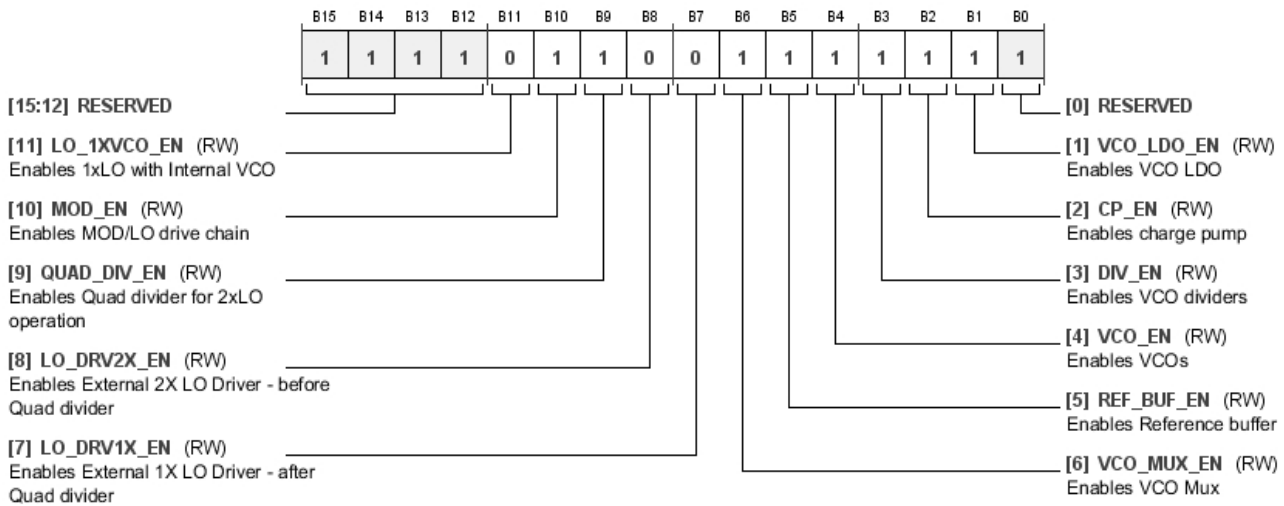 B15 B14 B13 B12 B11 B10 B9 B8 B7 B6 B5 B4 B3 B2 B1 B0
1 1 1 1 0 1 1 0 0 1 1 1 1 1 1 1
[15:12] RESERVED
[11] LO_1XVCO_EN (RW)
Enables 1xLO with Internal VCO
[10] MOD_EN (RW)
Enables MOD/LO drive chain
[9] QUAD_DIV_EN (RW)
Enables Quad divider for 2xLO
operation
[8] LO_DRV2X_EN (RW)
Enables External 2X LO Driver - before
Quad divider
[7] LO_DRV1X_EN (RW)
Enables External 1X LO Driver - after
Quad divider
[0] RESERVED
[1] VCO_LDO_EN (RW)
Enables VCO LDO
[2] CP_EN (RW)
Enables charge pump
[3] DIV_EN (RW)
Enables VCO dividers
[4] VCO_EN (RW)
Enables VCOs
[5] REF_BUF_EN (RW)
Enables Reference buffer
[6] VCO_MUX_EN (RW)
Enables VCO Mux